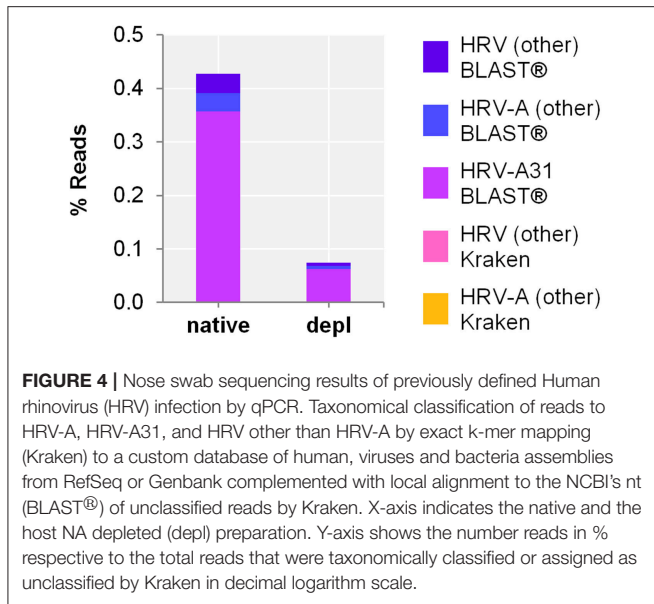 0.5
0.4
0.3
0.2
0.1
0.0
% Reads
native
depl
HRV (other)
BLAST®
HRV-A (other)
BLAST®
HRV-A31
BLAST®
HRV (other)
Kraken
HRV-A (other)
Kraken
FIGURE 4 | Nose swab sequencing results of previously defined Human
rhinovirus (HRV) infection by qPCR. Taxonomical classification of reads to
HRV-A, HRV-A31, and HRV other than HRV-A by exact k-mer mapping
(Kraken) to a custom database of human, viruses and bacteria assemblies
from RefSeq or Genbank complemented with local alignment to the NCBI's nt
(BLAST®) of unclassified reads by Kraken. X-axis indicates the native and the
host NA depleted (depl) preparation. Y-axis shows the number reads in %
respective to the total reads that were taxonomically classified or assigned as
unclassified by Kraken in decimal logarithm scale.